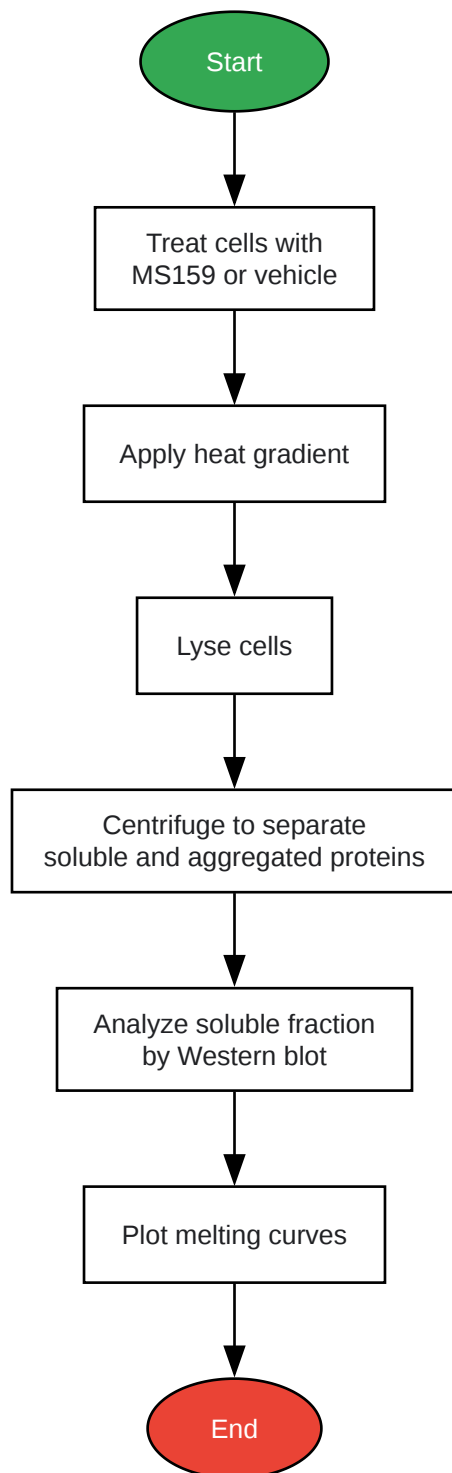 Start
Treat cells with
MS159 or vehicle
Apply heat gradient
Lyse cells
Centrifuge to separate
soluble and aggregated proteins
Analyze soluble fraction
by Western blot
Plot melting curves
End